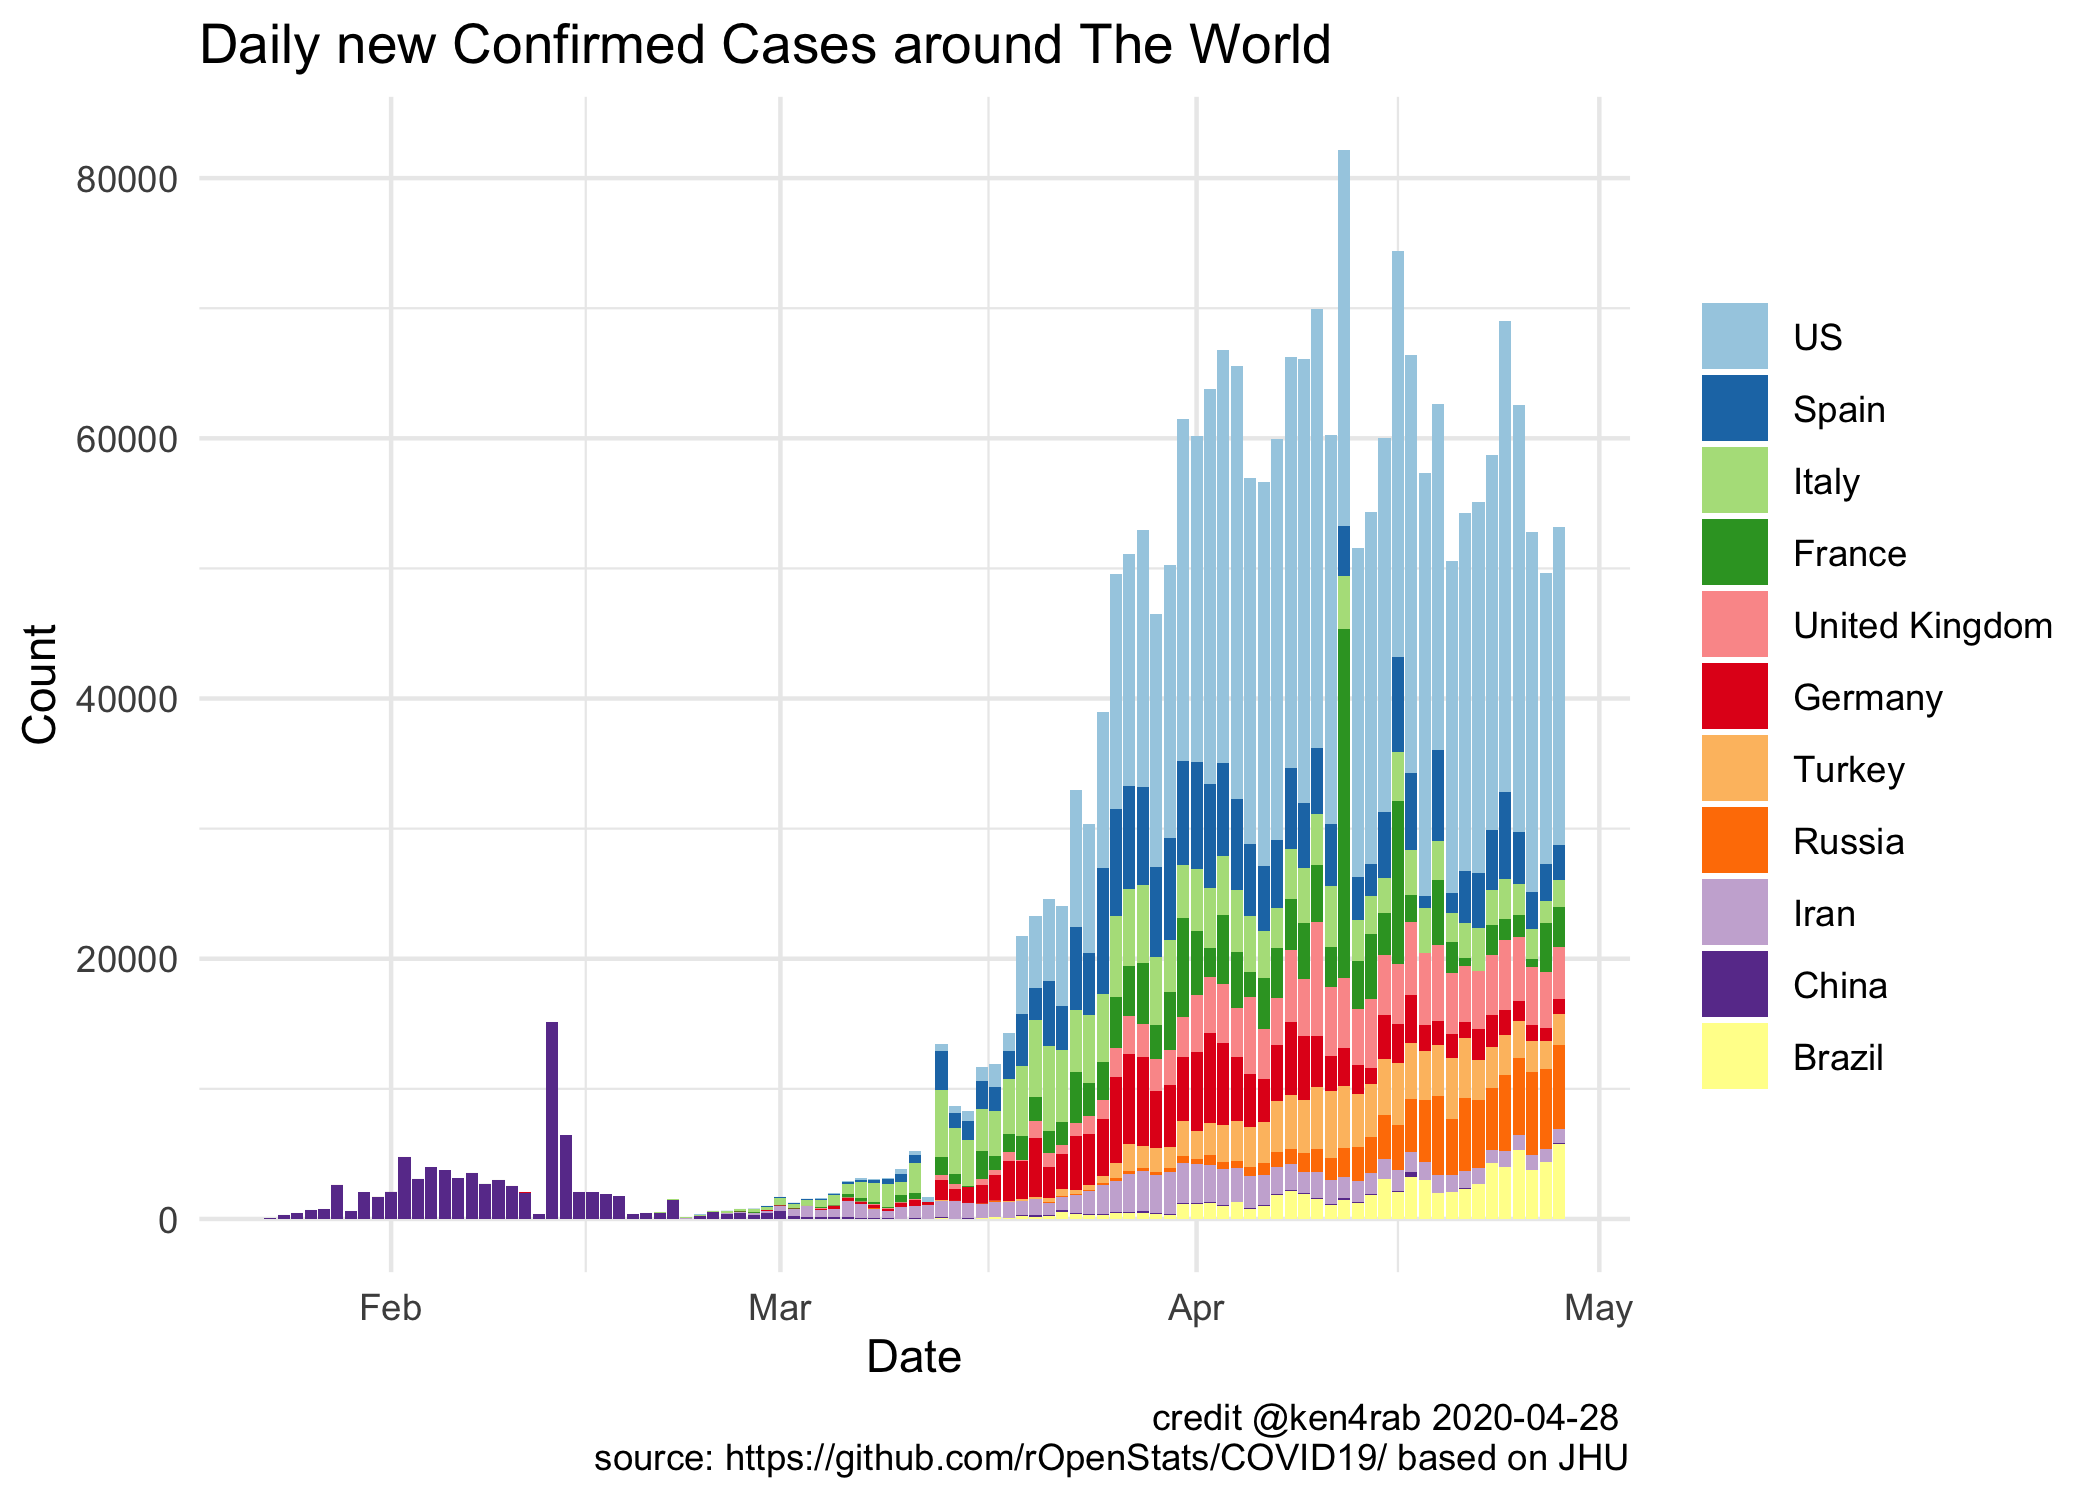 Daily new Confirmed Cases around The World
Count
80000
60000
40000
20000
0
Feb
Mar
Apr
May
Date
US
Spain
Italy
France
United Kingdom
Germany
Turkey
Russia
Iran
China
Brazil
credit @ken4rab 2020-04-28
source: https://github.com/rOpenStats/COVID19/ based on JHU